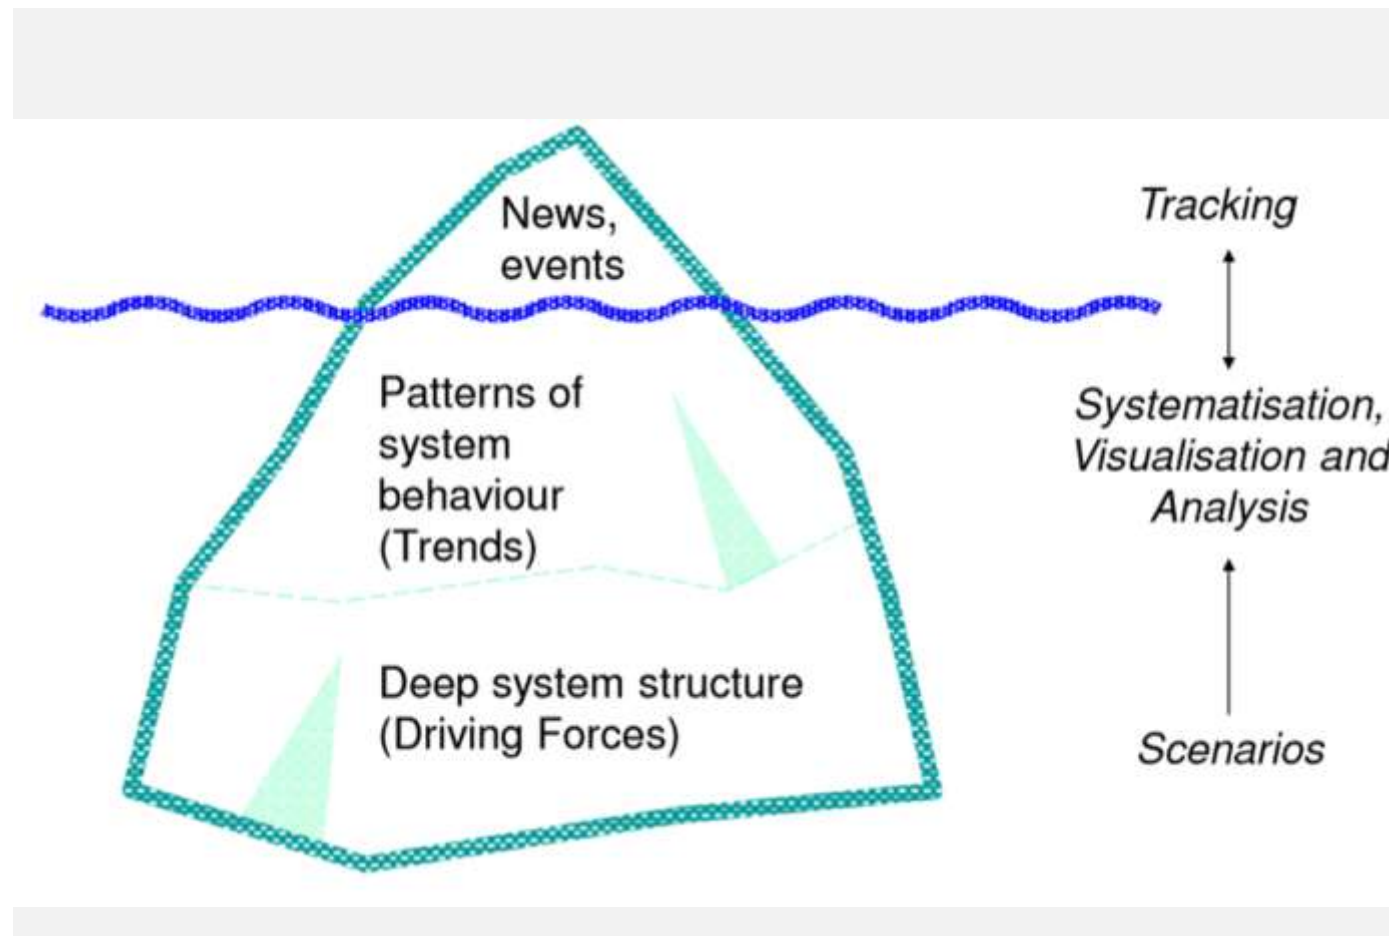 News,
events
Patterns of
system
behaviour
(Trends)
Deep system structure
(Driving Forces)
Tracking
Systematisation,
Visualisation and
Analysis
Scenarios